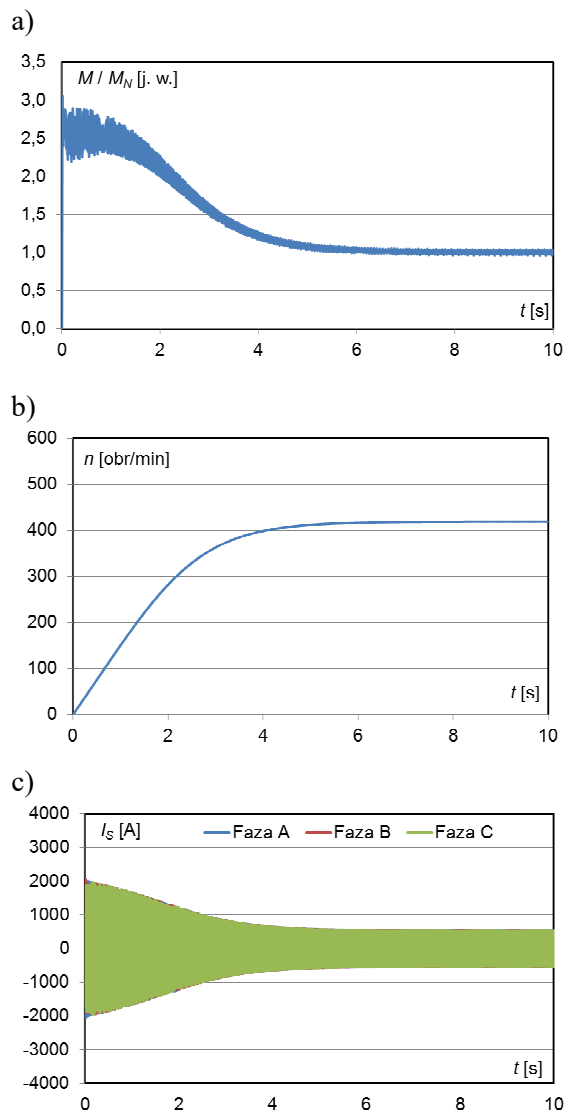 a)
3,5
M / M_N [j. w.]
3,0
2,5
2,0
1,5
1,0
0,5
t [s]
0,0
0 2 4 6 8 10
b)
600
n [obr/min]
500
400
300
200
100
t [s]
0
0 2 4 6 8 10
c)
4000
I_S [A] Faza A Faza B Faza C
3000
2000
1000
0
-1000
-2000
-3000
t [s]
-4000
0 2 4 6 8 10